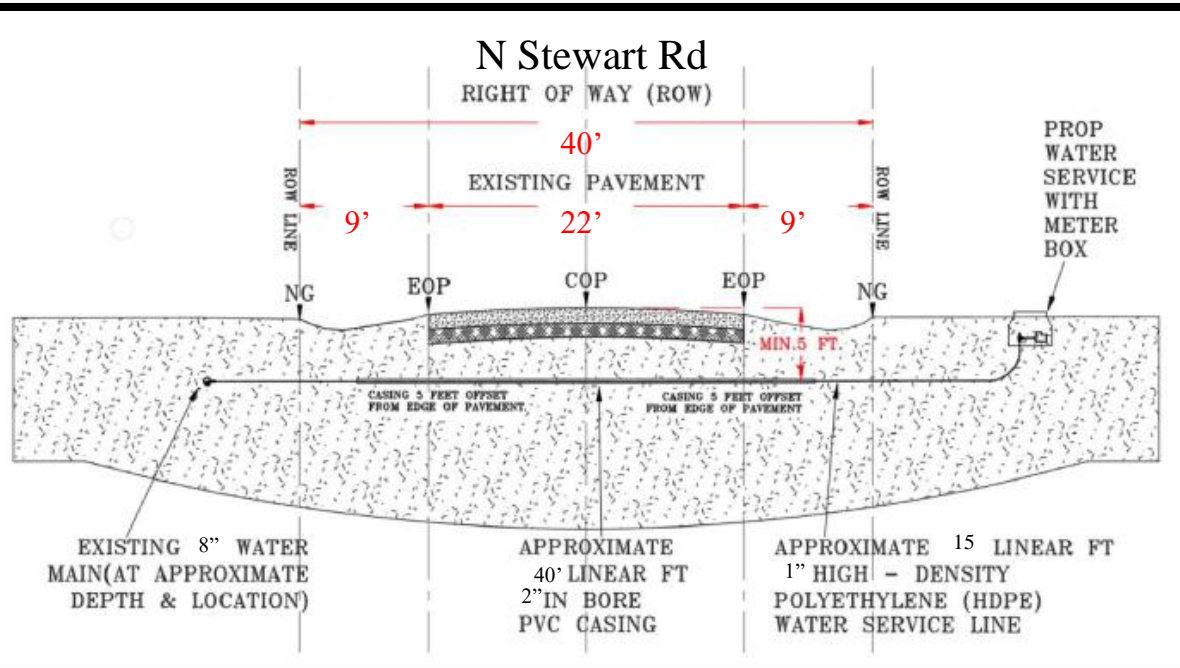 N Stewart Rd
RIGHT OF WAY (ROW)
40’
EXISTING PAVEMENT
9’
22’
9’
ROW LINE
ROW LINE
PROP
WATER
SERVICE
WITH
METER
BOX
NG
EOP
COP
EOP
NG
MIN.5 FT.
CASING 5 FEET OFFSET
FROM EDGE OF PAVEMENT
CASING 5 FEET OFFSET
FROM EDGE OF PAVEMENT
EXISTING 8” WATER
MAIN(AT APPROXIMATE
DEPTH & LOCATION)
APPROXIMATE
40’ LINEAR FT
2”IN BORE
PVC CASING
APPROXIMATE 15 LINEAR FT
1” HIGH - DENSITY
POLYETHYLENE (HDPE)
WATER SERVICE LINE